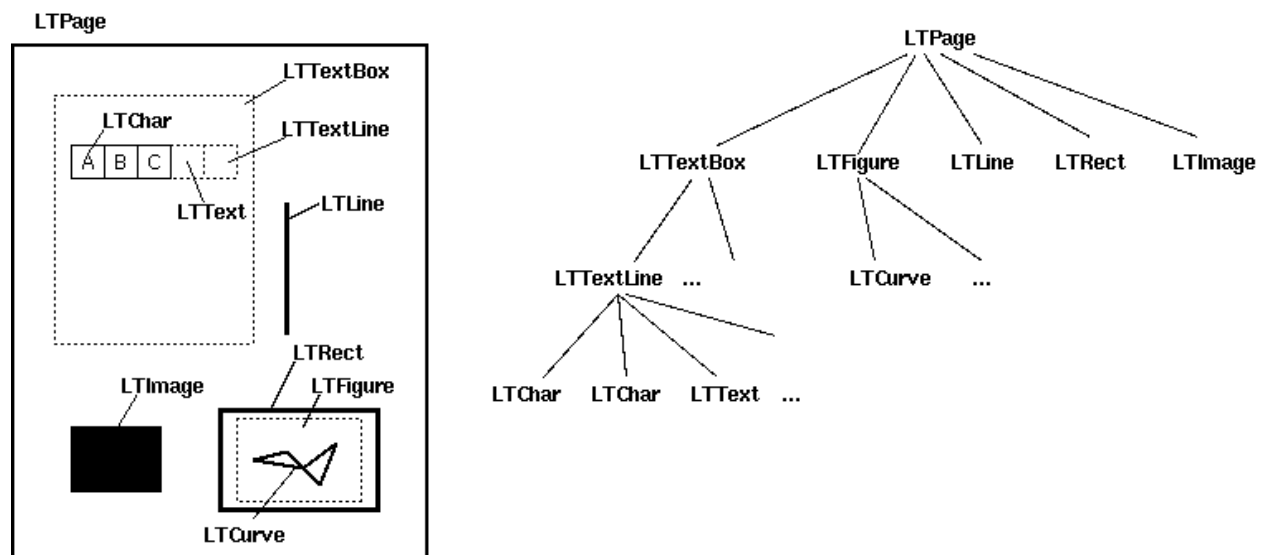 LTPage
LTTextBox
LTChar
LTTextLine
A B C
LTText
LTLine
LTRect
LTImage
LTFigure
LTCurve
LTPage
LTTextBox LTFigure LTLine LTRect LTImage
LTTextLine ... LTCurve ...
LTChar LTChar LTText ...